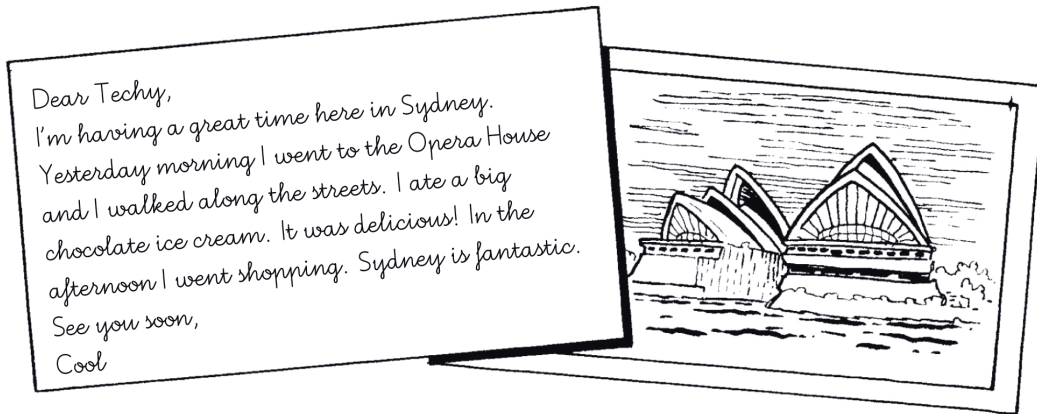 Dear Techy,
I'm having a great time here in Sydney.
Yesterday morning I went to the Opera House
and I walked along the streets. I ate a big
chocolate ice cream. It was delicious! In the
afternoon I went shopping. Sydney is fantastic.
See you soon,
Cool